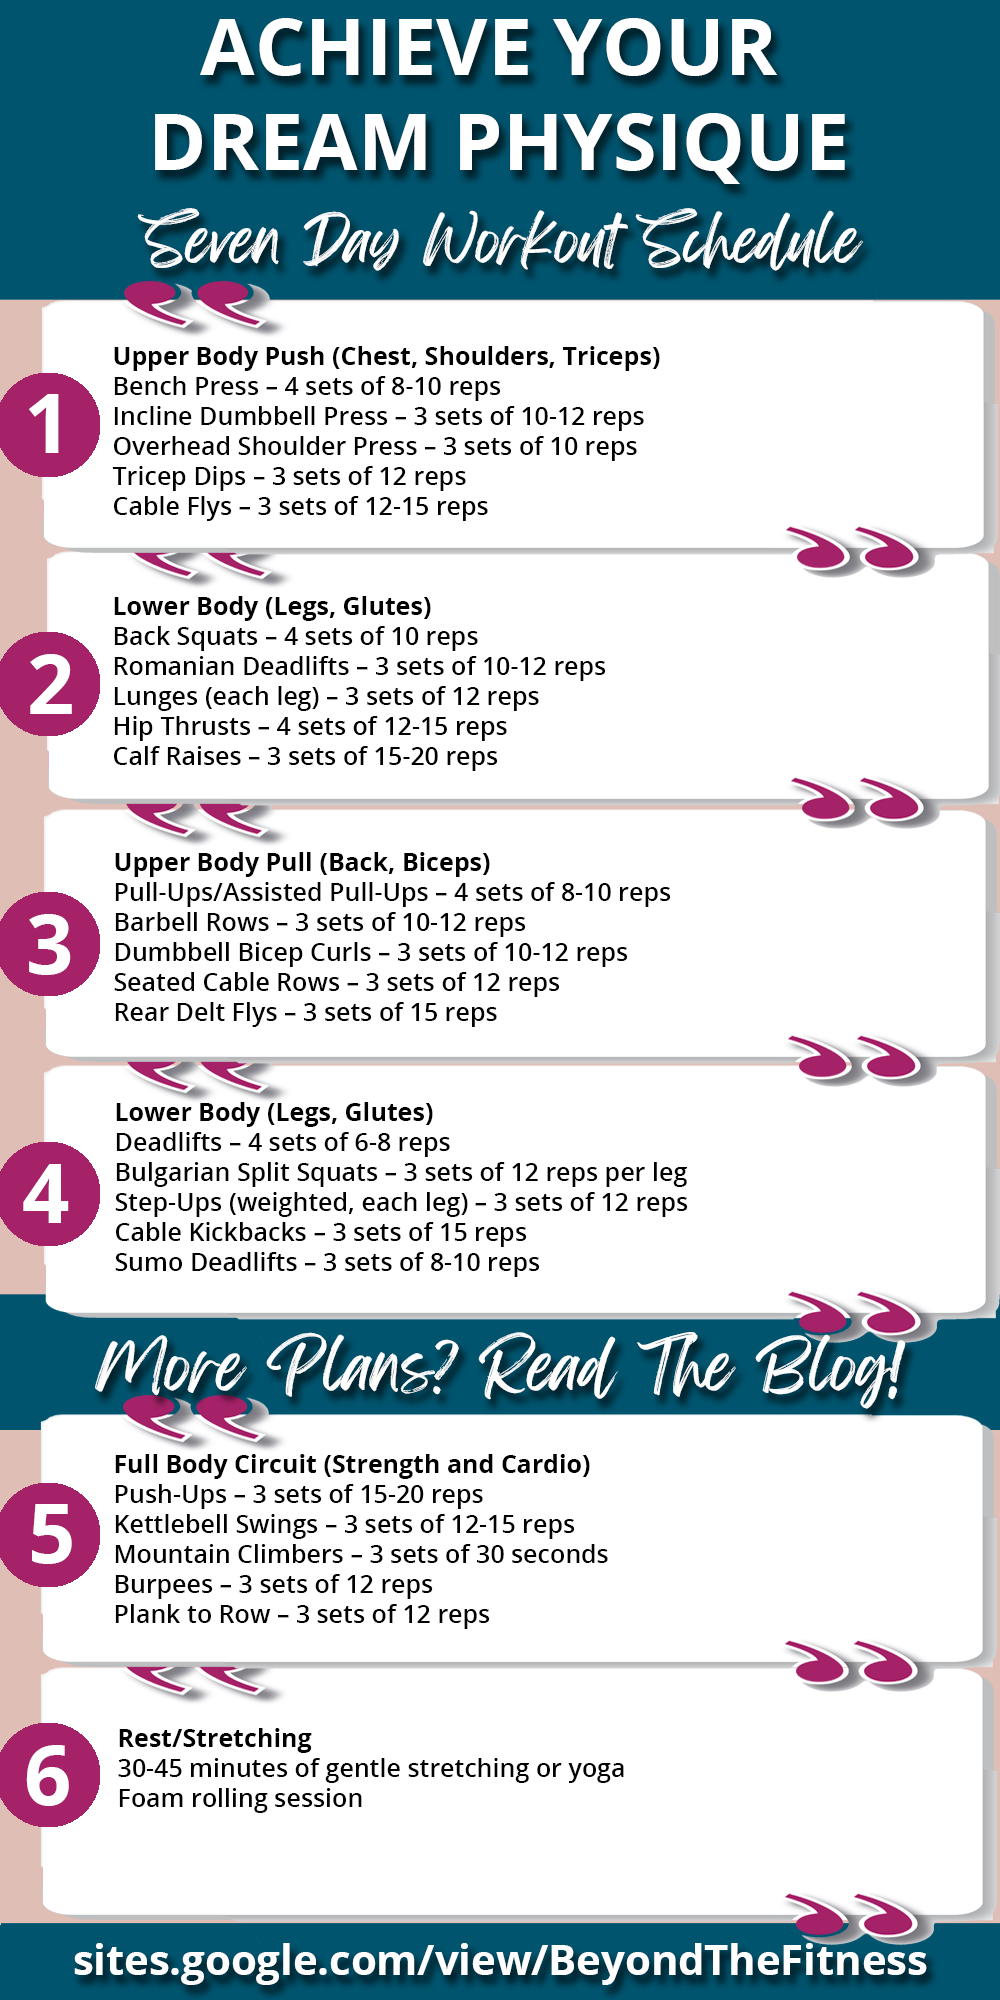 ACHIEVE YOUR
DREAM PHYSIQUE
Seven Day Workout Schedule
1
Upper Body Push (Chest, Shoulders, Triceps)
Bench Press – 4 sets of 8-10 reps
Incline Dumbbell Press – 3 sets of 10-12 reps
Overhead Shoulder Press – 3 sets of 10 reps
Tricep Dips – 3 sets of 12 reps
Cable Flys – 3 sets of 12-15 reps
2
Lower Body (Legs, Glutes)
Back Squats – 4 sets of 10 reps
Romanian Deadlifts – 3 sets of 10-12 reps
Lunges (each leg) – 3 sets of 12 reps
Hip Thrusts – 4 sets of 12-15 reps
Calf Raises – 3 sets of 15-20 reps
3
Upper Body Pull (Back, Biceps)
Pull-Ups/Assisted Pull-Ups – 4 sets of 8-10 reps
Barbell Rows – 3 sets of 10-12 reps
Dumbbell Bicep Curls – 3 sets of 10-12 reps
Seated Cable Rows – 3 sets of 12 reps
Rear Delt Flys – 3 sets of 15 reps
4
Lower Body (Legs, Glutes)
Deadlifts – 4 sets of 6-8 reps
Bulgarian Split Squats – 3 sets of 12 reps per leg
Step-Ups (weighted, each leg) – 3 sets of 12 reps
Cable Kickbacks – 3 sets of 15 reps
Sumo Deadlifts – 3 sets of 8-10 reps
More Plans? Read The Blog!
5
Full Body Circuit (Strength and Cardio)
Push-Ups – 3 sets of 15-20 reps
Kettlebell Swings – 3 sets of 12-15 reps
Mountain Climbers – 3 sets of 30 seconds
Burpees – 3 sets of 12 reps
Plank to Row – 3 sets of 12 reps
6
Rest/Stretching
30-45 minutes of gentle stretching or yoga
Foam rolling session
sites.google.com/view/BeyondTheFitness